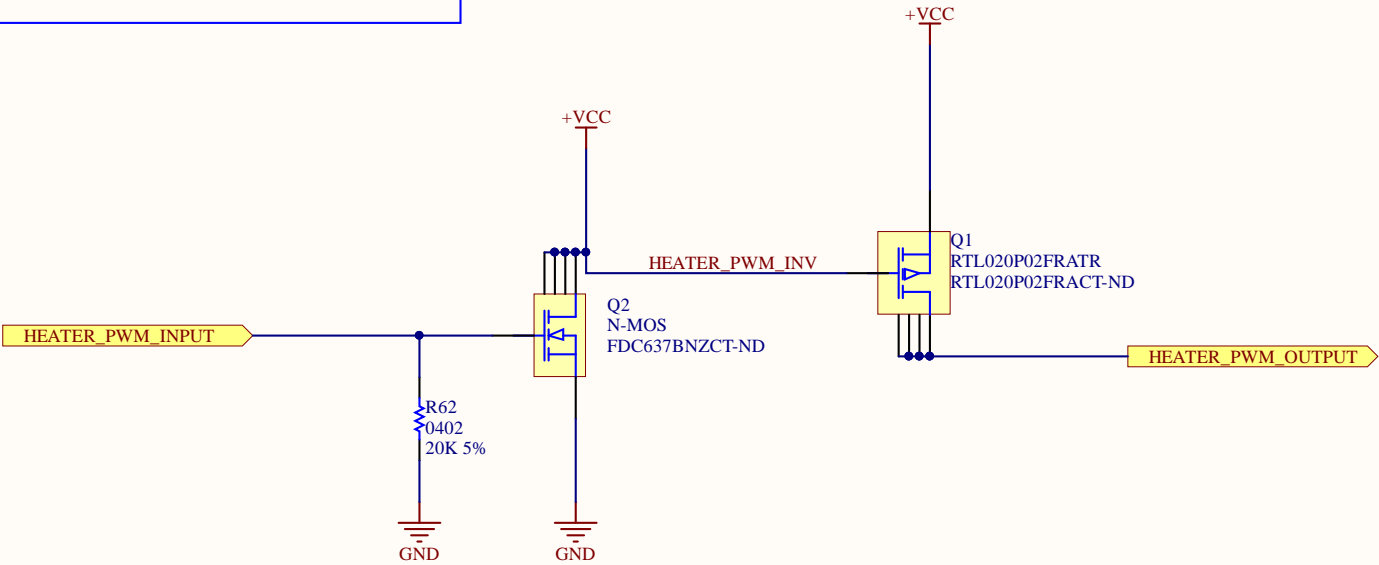 +VCC
+VCC
Q1
RTL020P02FRATR
RTL020P02FRACT-ND
HEATER_PWM_INV
Q2
N-MOS
FDC637BNZCT-ND
HEATER_PWM_INPUT
HEATER_PWM_OUTPUT
R62
0402
20K 5%
GND
GND